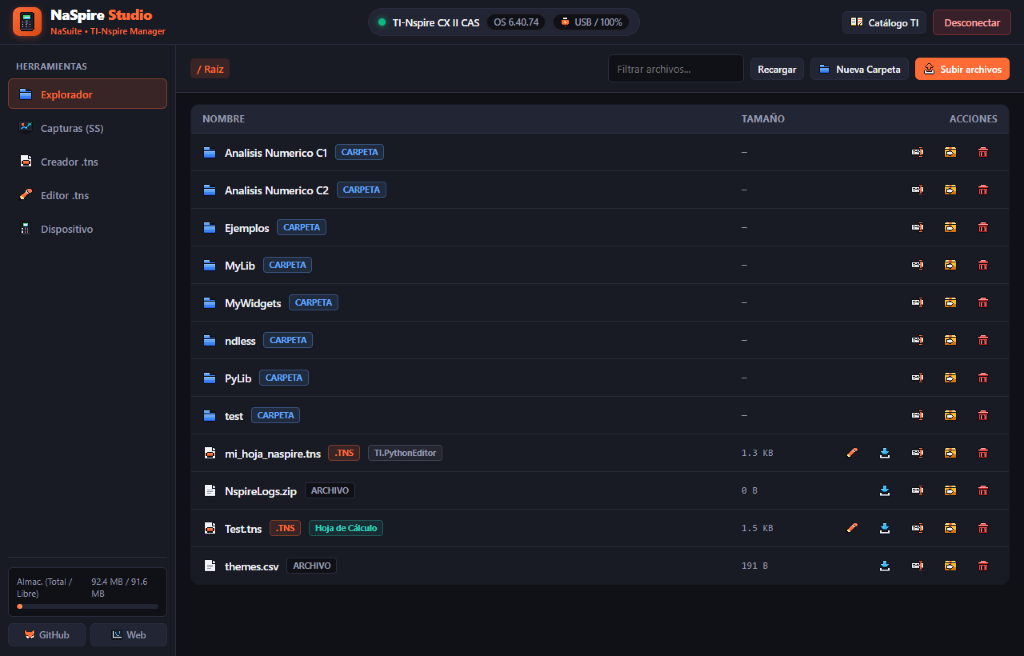 NaSpire Studio
NaSuite • TI-Nspire Manager
TI-Nspire CX II CAS OS 6.40.74 USB / 100%
Catálogo TI Desconectar
HERRAMIENTAS
Explorador
Capturas (SS)
Creador .tns
Editor .tns
Dispositivo
Almac. (Total / Libre) 92.4 MB / 91.6 MB
GitHub Web
/ Raíz Filtrar archivos... Recargar Nueva Carpeta Subir archivos
NOMBRE TAMAÑO ACCIONES
Analisis Numerico C1 CARPETA –
Analisis Numerico C2 CARPETA –
Ejemplos CARPETA –
MyLib CARPETA –
MyWidgets CARPETA –
ndless CARPETA –
PyLib CARPETA –
test CARPETA –
mi_hoja_naspire.tns .TNS TI.PythonEditor 1.3 KB
NspireLogs.zip ARCHIVO 0 B
Test.tns .TNS Hoja de Cálculo 1.5 KB
themes.csv ARCHIVO 191 B